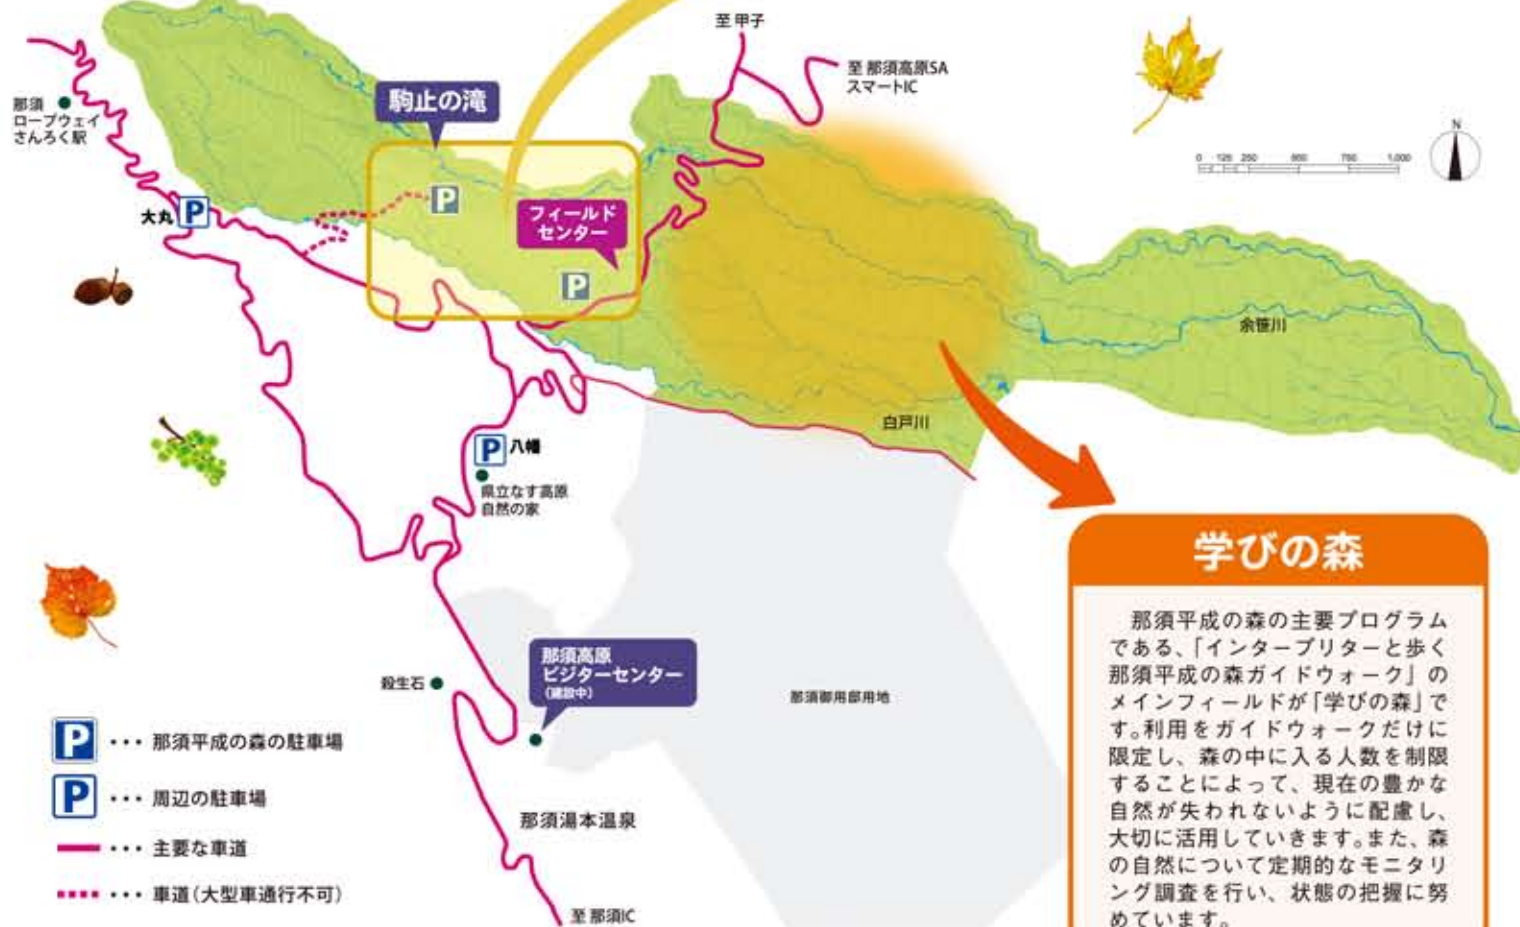 至 甲子
至 那須高原SA
スマートIC
那須
ロープウェイ
さんろく駅
駒止の滝
N
0 125 250 500 750 1,000
大丸 P
P
フィールド
センター
P
余笹川
白戸川
P 八幡
県立なす高原
自然の家
学びの森
那須平成の森の主要プログラム
である、「インタープリターと歩く
那須平成の森ガイドウォーク」の
メインフィールドが「学びの森」で
す。利用をガイドウォークだけに
限定し、森の中に入る人数を制限
することによって、現在の豊かな
自然が失われないように配慮し、
大切に活用していきます。また、森
の自然について定期的なモニタリ
ング調査を行い、状態の把握に努
めています。
那須高原
ビジターセンター
(建設中)
殺生石
那須御用邸用地
P ・・・ 那須平成の森の駐車場
P ・・・ 周辺の駐車場
・・・ 主要な車道
・・・ 車道(大型車通行不可)
那須湯本温泉
至 那須IC